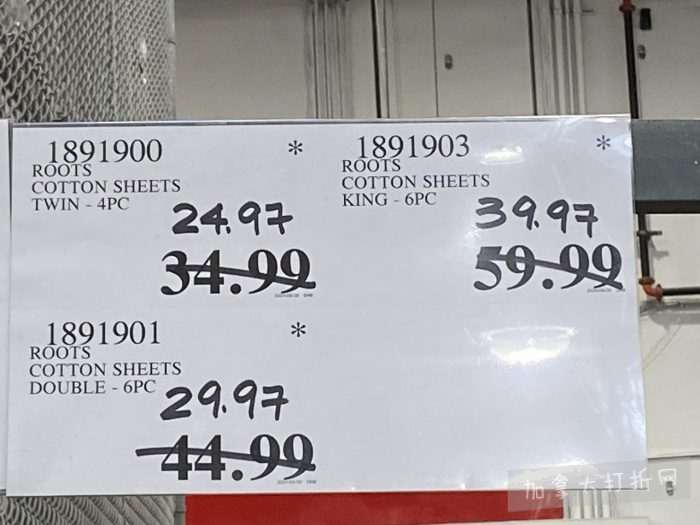 1891900 *
ROOTS
COTTON SHEETS
TWIN - 4PC
24.97
34.99
1891903 *
ROOTS
COTTON SHEETS
KING - 6PC
39.97
59.99
1891901 *
ROOTS
COTTON SHEETS
DOUBLE - 6PC
29.97
44.99
加拿大打折网